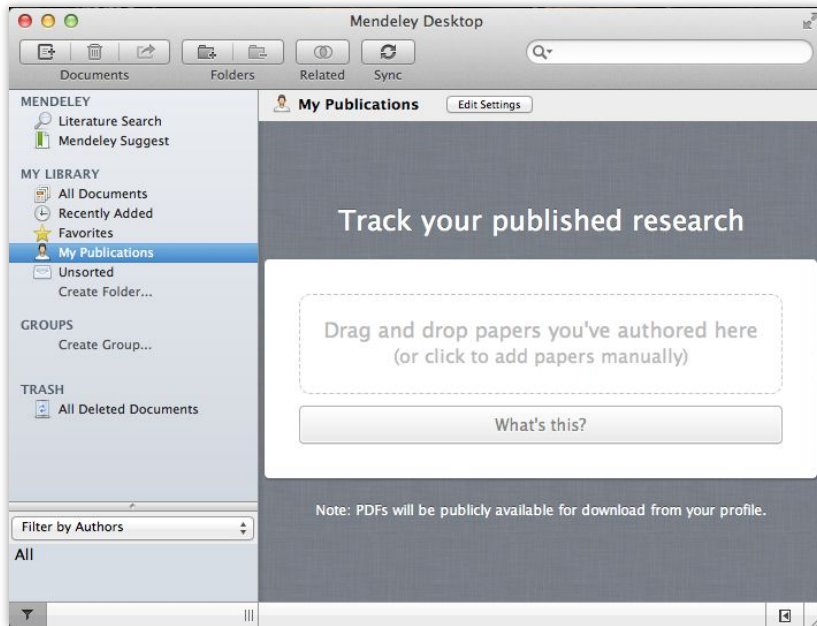 Mendeley Desktop
Documents
Folders
Related
Sync
MENDELEY
Literature Search
Mendeley Suggest
MY LIBRARY
All Documents
Recently Added
Favorites
My Publications
Unsorted
Create Folder...
GROUPS
Create Group...
TRASH
All Deleted Documents
Filter by Authors
All
My Publications
Edit Settings
Track your published research
Drag and drop papers you've authored here
(or click to add papers manually)
What's this?
Note: PDFs will be publicly available for download from your profile.